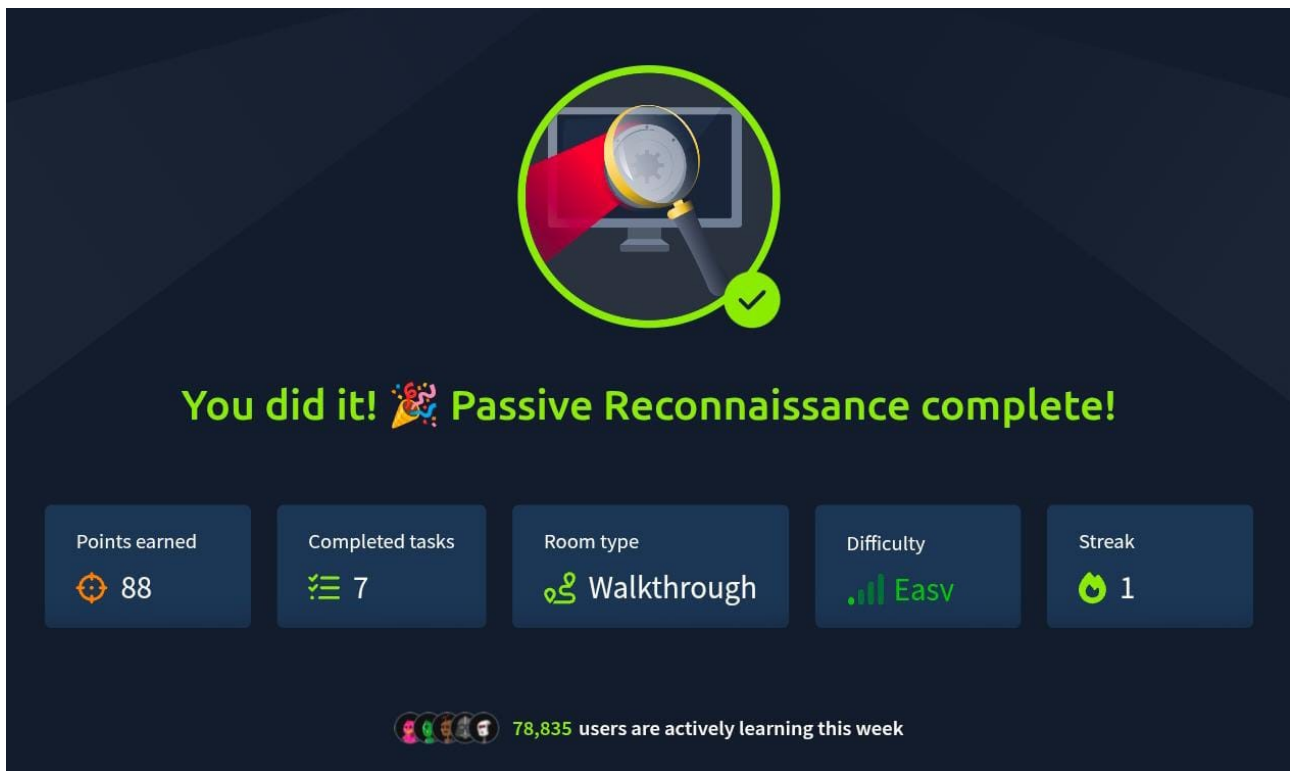 You did it! 🎉 Passive Reconnaissance complete!
Points earned
88
Completed tasks
7
Room type
Walkthrough
Difficulty
Easy
Streak
1
78,835 users are actively learning this week